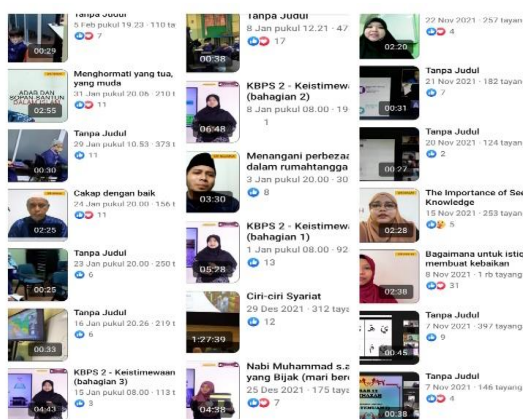 Tanpa Judul
5 Feb pukul 19.23 · 110 ta
00:29
7
Menghormati yang tua,
yang muda
31 Jan pukul 20.06 · 210 t
ADAB DAN
SOPAN SANTUN
DALAM ISLAM
02:55
11
Tanpa Judul
29 Jan pukul 10.53 · 373 t
00:30
11
Cakap dengan baik
24 Jan pukul 20.00 · 156 t
02:25
11
Tanpa Judul
23 Jan pukul 20.00 · 250 t
00:25
6
Tanpa Judul
16 Jan pukul 20.26 · 219 t
00:33
6
KBPS 2 - Keistimewaan
(bahagian 3)
15 Jan pukul 08.00 · 113 t
04:43
3
Tanpa Judul
8 Jan pukul 12.21 · 47
00:38
17
KBPS 2 - Keistimewa
(bahagian 2)
8 Jan pukul 08.00 · 19
06:48
1
Menangani perbezaa
dalam rumahtangga
3 Jan pukul 20.00 · 30
03:30
8
KBPS 2 - Keistimewa
(bahagian 1)
1 Jan pukul 08.00 · 92
05:28
13
Ciri-ciri Syariat
29 Des 2021 · 312 taya
1:27:39
12
Nabi Muhammad s.a
yang Bijak (mari ber
25 Des 2021 · 175 taya
04:38
7
22 Nov 2021 · 257 tayan
02:20
4
Tanpa Judul
21 Nov 2021 · 182 tayan
00:31
7
Tanpa Judul
20 Nov 2021 · 124 tayan
00:27
2
The Importance of See
Knowledge
15 Nov 2021 · 253 tayan
02:28
5
Bagaimana untuk istiq
membuat kebaikan
8 Nov 2021 · 1 rb tayang
02:38
31
Tanpa Judul
7 Nov 2021 · 397 tayang
00:45
9
Tanpa Judul
7 Nov 2021 · 146 tayang
00:38
4